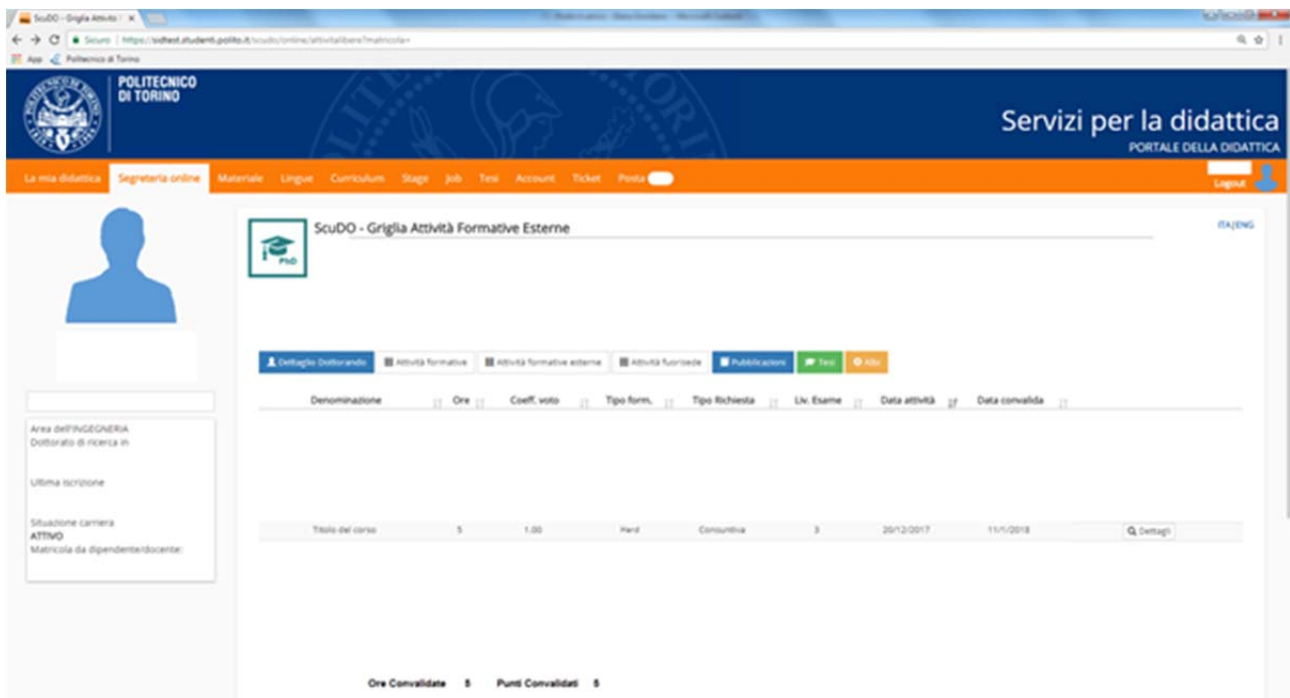 ScuDO - Griglia Attività
Sicuro | https://sidtest.studenti.polito.it/scudo/online/attivitalibere?matricola=
App Politecnico di Torino
POLITECNICO
DI TORINO
Servizi per la didattica
PORTALE DELLA DIDATTICA
La mia didattica Segreteria online Materiale Lingue Curriculum Stage Job Tesi Account Ticket Posta
Logout
ScuDO - Griglia Attività Formative Esterne
ITA|ENG
PhD
Dettaglio Dottorando Attività formative Attività formative esterne Attività fuorisede Pubblicazioni Tesi Altri
Denominazione Ore Coeff. voto Tipo form. Tipo Richiesta Liv. Esame Data attività Data convalida
Area dell'INGEGNERIA
Dottorato di ricerca in
Ultima iscrizione
Situazione carriera
ATTIVO
Matricola da dipendente/docente:
Titolo del corso 5 1.00 Hard Consuntiva 3 20/12/2017 11/1/2018 Dettagli
Ore Convalidate 5 Punti Convalidati 5